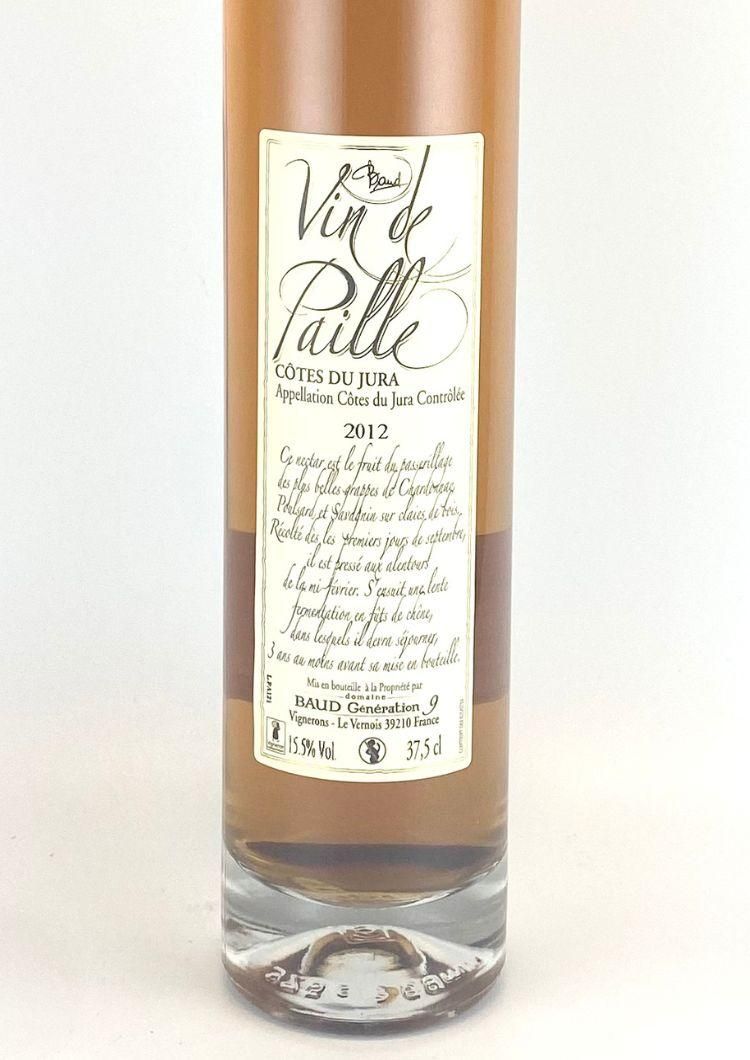 Baud
Vin de
Paille
CÔTES DU JURA
Appellation Côtes du Jura Contrôlée
2012
Ce nectar est le fruit du passerillage
des plus belles grappes de Chardonnay,
Poulsard et Savagnin sur claies de bois.
Récolté dès les premiers jours de septembre,
il est pressé aux alentours
de la mi février. S'ensuit une lente
fermentation en fûts de chêne,
dans lesquels il devra séjourner,
3 ans au moins avant sa mise en bouteille.
Mis en bouteille à la Propriété par
domaine
BAUD Génération 9
Vignerons - Le Vernois 39210 France
15.5% Vol.
37,5 cl